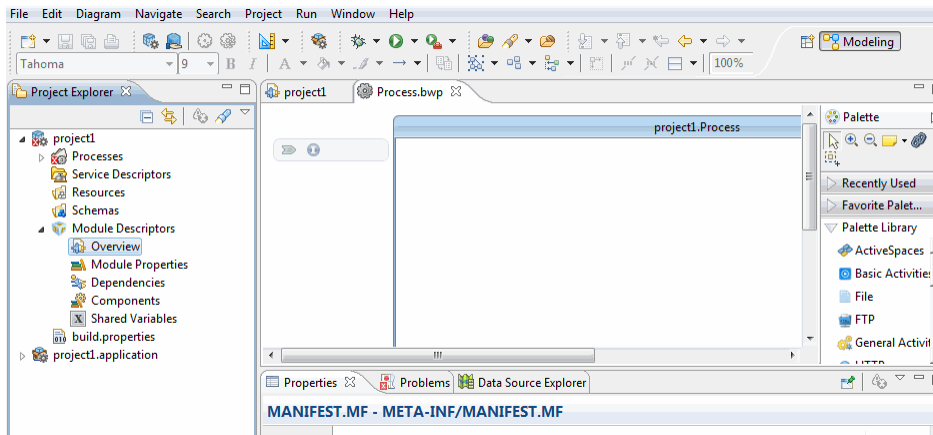 File Edit Diagram Navigate Search Project Run Window Help
Modeling
Tahoma 9 B I A 100%
Project Explorer
project1 Process.bwp
project1.Process
Palette
project1
Processes
Service Descriptors
Resources
Schemas
Module Descriptors
Overview
Module Properties
Dependencies
Components
Shared Variables
build.properties
project1.application
Recently Used
Favorite Palet...
Palette Library
ActiveSpaces
Basic Activities
File
FTP
General Activit
Properties Problems Data Source Explorer
MANIFEST.MF - META-INF/MANIFEST.MF